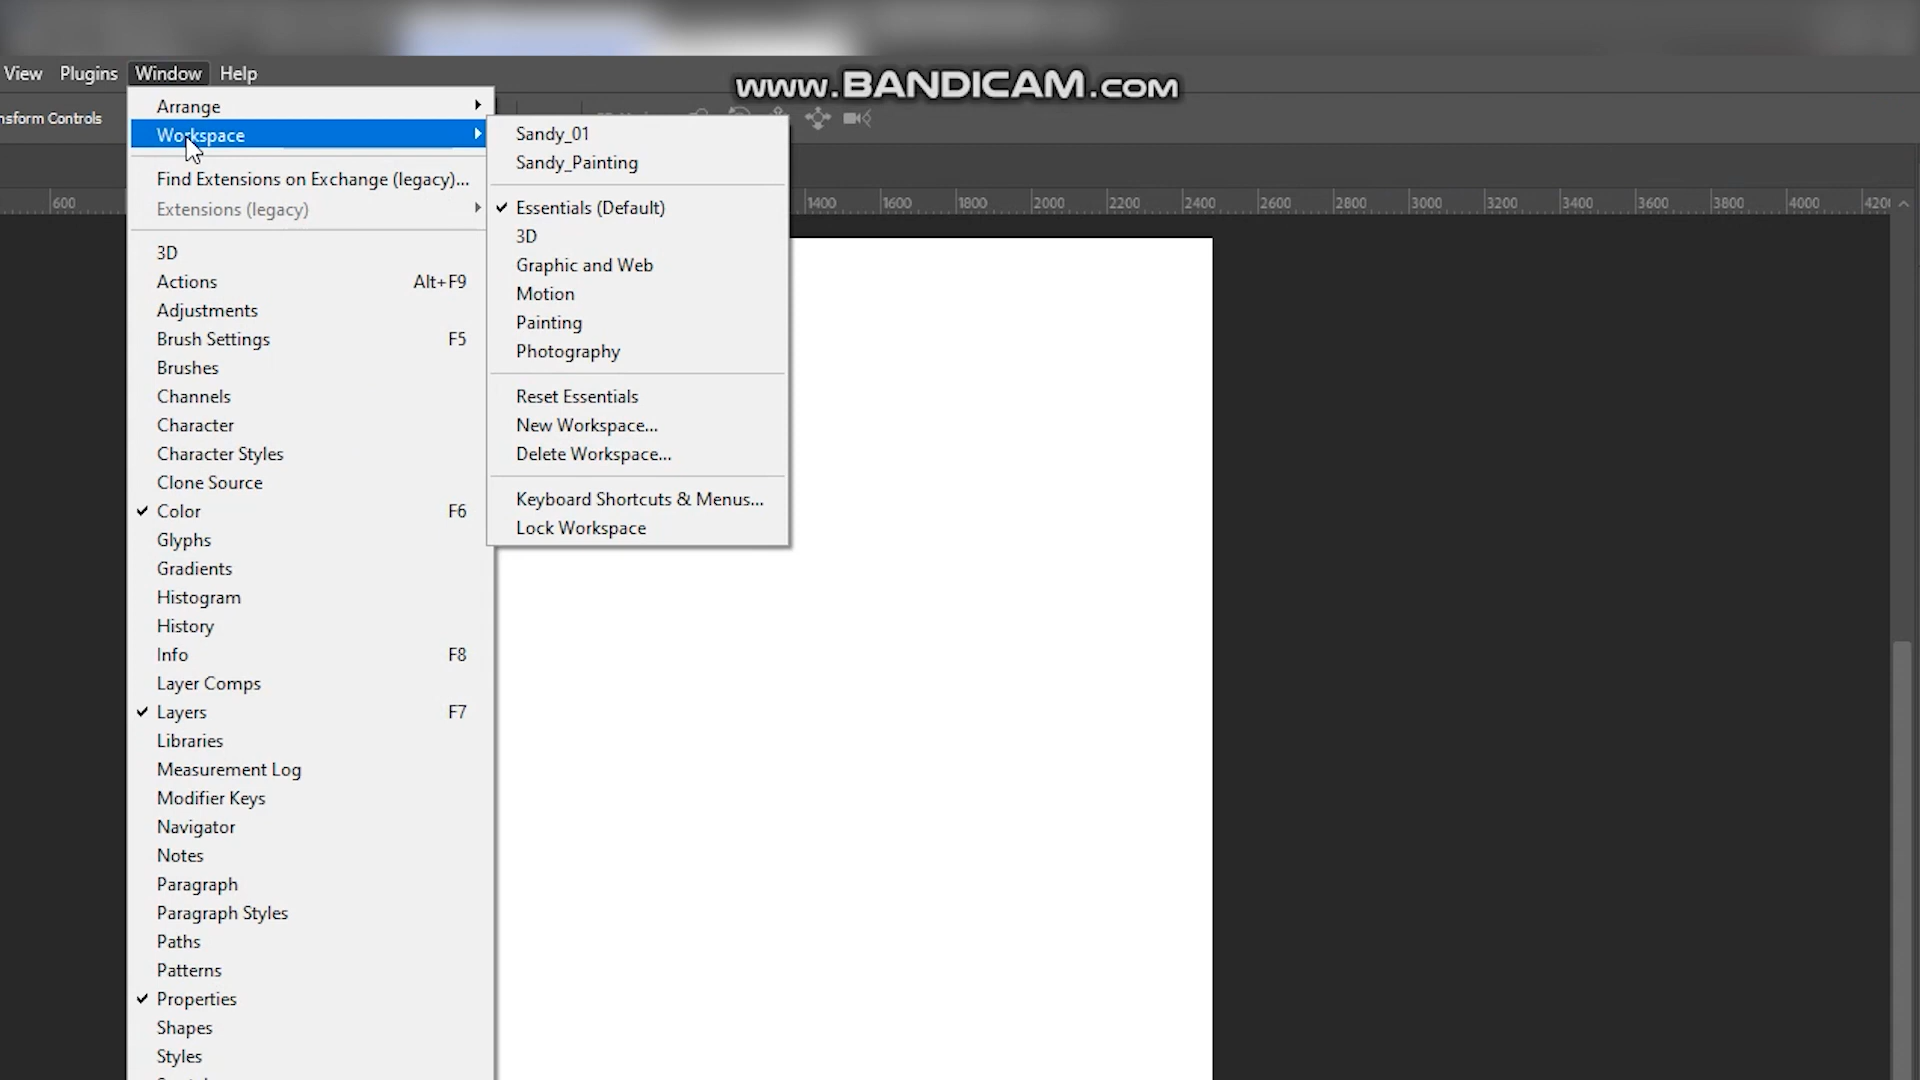 www.BANDICAM.com
View Plugins Window Help
nsform Controls
Arrange
Workspace
Find Extensions on Exchange (legacy)...
Extensions (legacy)
3D
Actions Alt+F9
Adjustments
Brush Settings F5
Brushes
Channels
Character
Character Styles
Clone Source
Color F6
Glyphs
Gradients
Histogram
History
Info F8
Layer Comps
Layers F7
Libraries
Measurement Log
Modifier Keys
Navigator
Notes
Paragraph
Paragraph Styles
Paths
Patterns
Properties
Shapes
Styles
Sandy_01
Sandy_Painting
Essentials (Default)
3D
Graphic and Web
Motion
Painting
Photography
Reset Essentials
New Workspace...
Delete Workspace...
Keyboard Shortcuts & Menus...
Lock Workspace
600 1400 1600 1800 2000 2200 2400 2600 2800 3000 3200 3400 3600 3800 4000 420